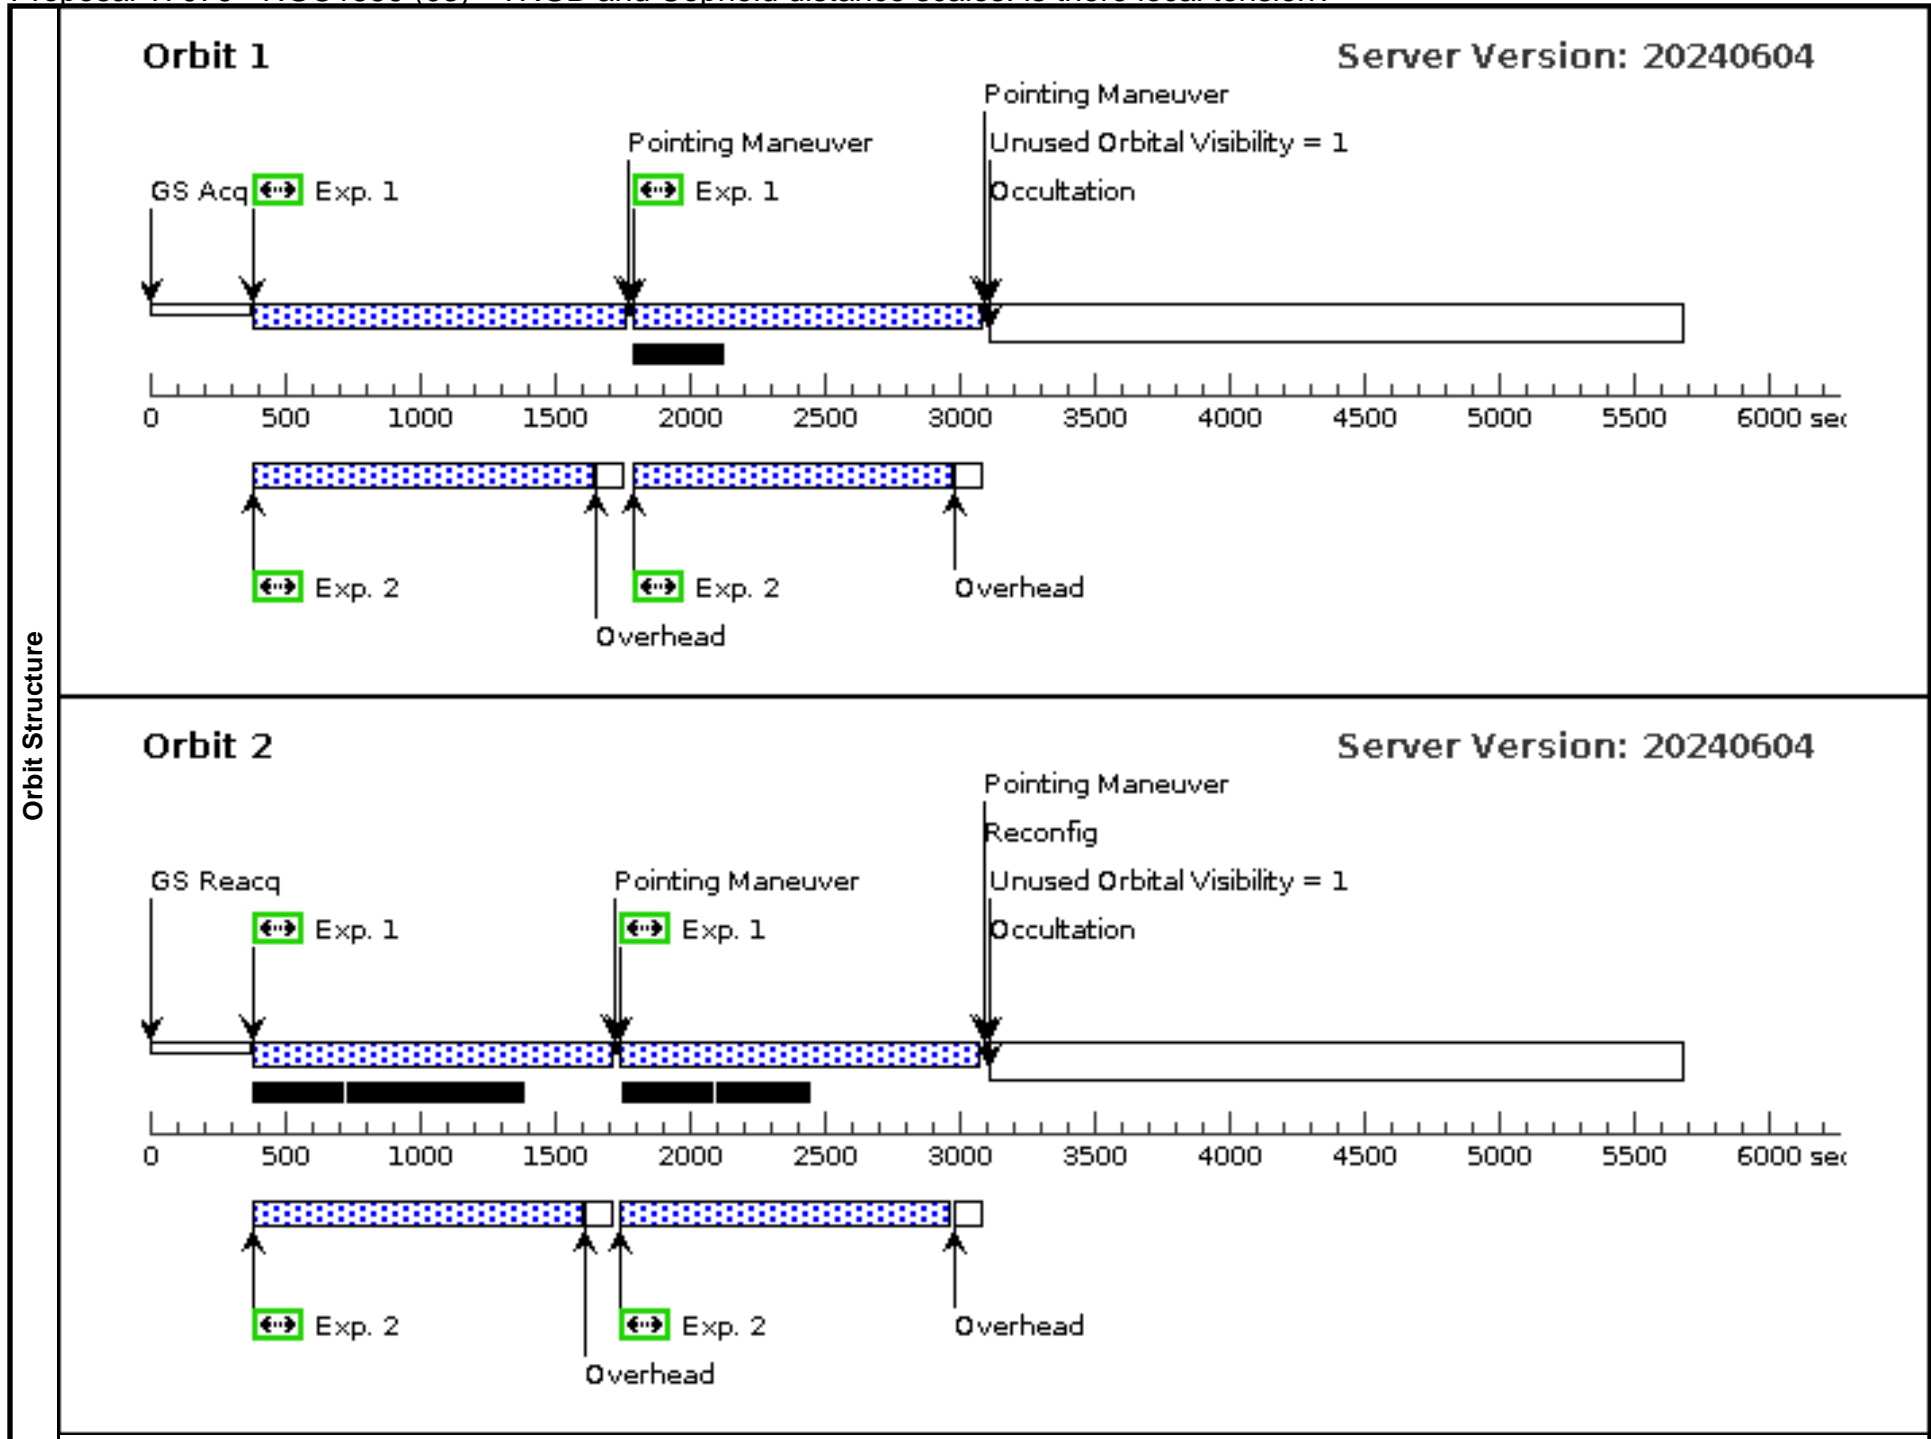 Orbit Structure
Orbit 1
Server Version: 20240604
Pointing Maneuver
Pointing Maneuver
Unused Orbital Visibility = 1
GS Acq
Exp. 1
Exp. 1
Occultation
0 500 1000 1500 2000 2500 3000 3500 4000 4500 5000 5500 6000 sec
Exp. 2
Exp. 2
Overhead
Overhead
Orbit 2
Server Version: 20240604
Pointing Maneuver
Reconfig
GS Reacq
Pointing Maneuver
Unused Orbital Visibility = 1
Exp. 1
Exp. 1
Occultation
0 500 1000 1500 2000 2500 3000 3500 4000 4500 5000 5500 6000 sec
Exp. 2
Exp. 2
Overhead
Overhead